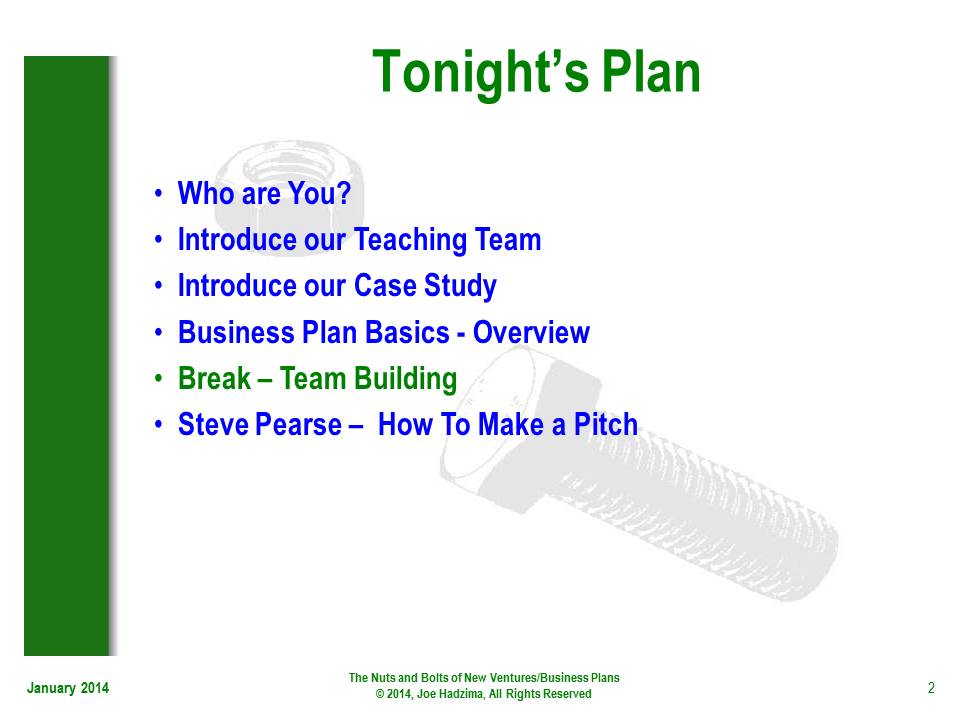 Tonight’s Plan
• Who are You?
• Introduce our Teaching Team
• Introduce our Case Study
• Business Plan Basics - Overview
• Break – Team Building
• Steve Pearse –  How To Make a Pitch
January 2014
The Nuts and Bolts of New Ventures/Business Plans
© 2014, Joe Hadzima, All Rights Reserved
2